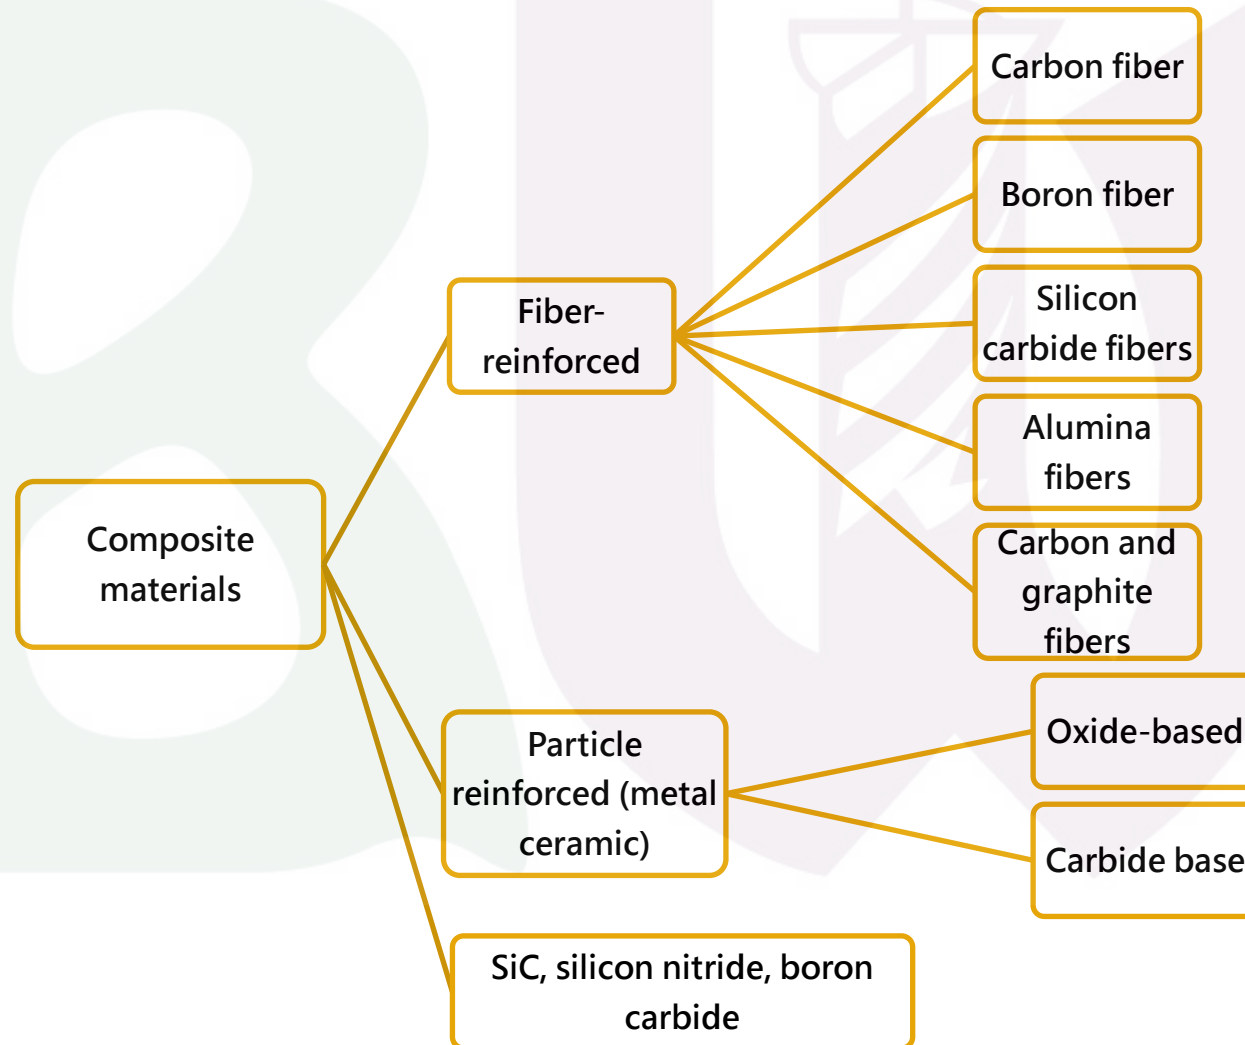 Composite
materials
Fiber-
reinforced
Carbon fiber
Boron fiber
Silicon
carbide fibers
Alumina
fibers
Carbon and
graphite
fibers
Particle
reinforced (metal
ceramic)
Oxide-based
Carbide base
SiC, silicon nitride, boron
carbide